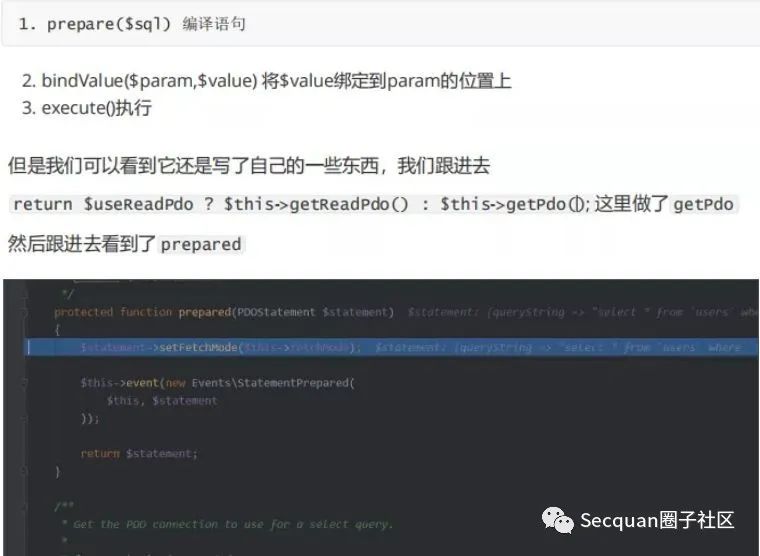 1. prepare($sql) 编译语句
2. bindValue($param,$value) 将$value绑定到param的位置上
3. execute()执行
但是我们可以看到它还是写了自己的一些东西，我们跟进去
return $useReadPdo ? $this->getReadPdo() : $this->getPdo(); 这里做了 getPdo
然后跟进去看到了 prepared
*/
protected function prepared(PDOStatement $statement) $statement: {queryString => "select * from `users` whe
{
$statement->setFetchMode($this->fetchMode); $statement: {queryString => "select * from `users` where
$this->event(new Events\StatementPrepared(
$this, $statement
));
return $statement;
}
/**
* Get the PDO connection to use for a select query.
*
Secquan圈子社区